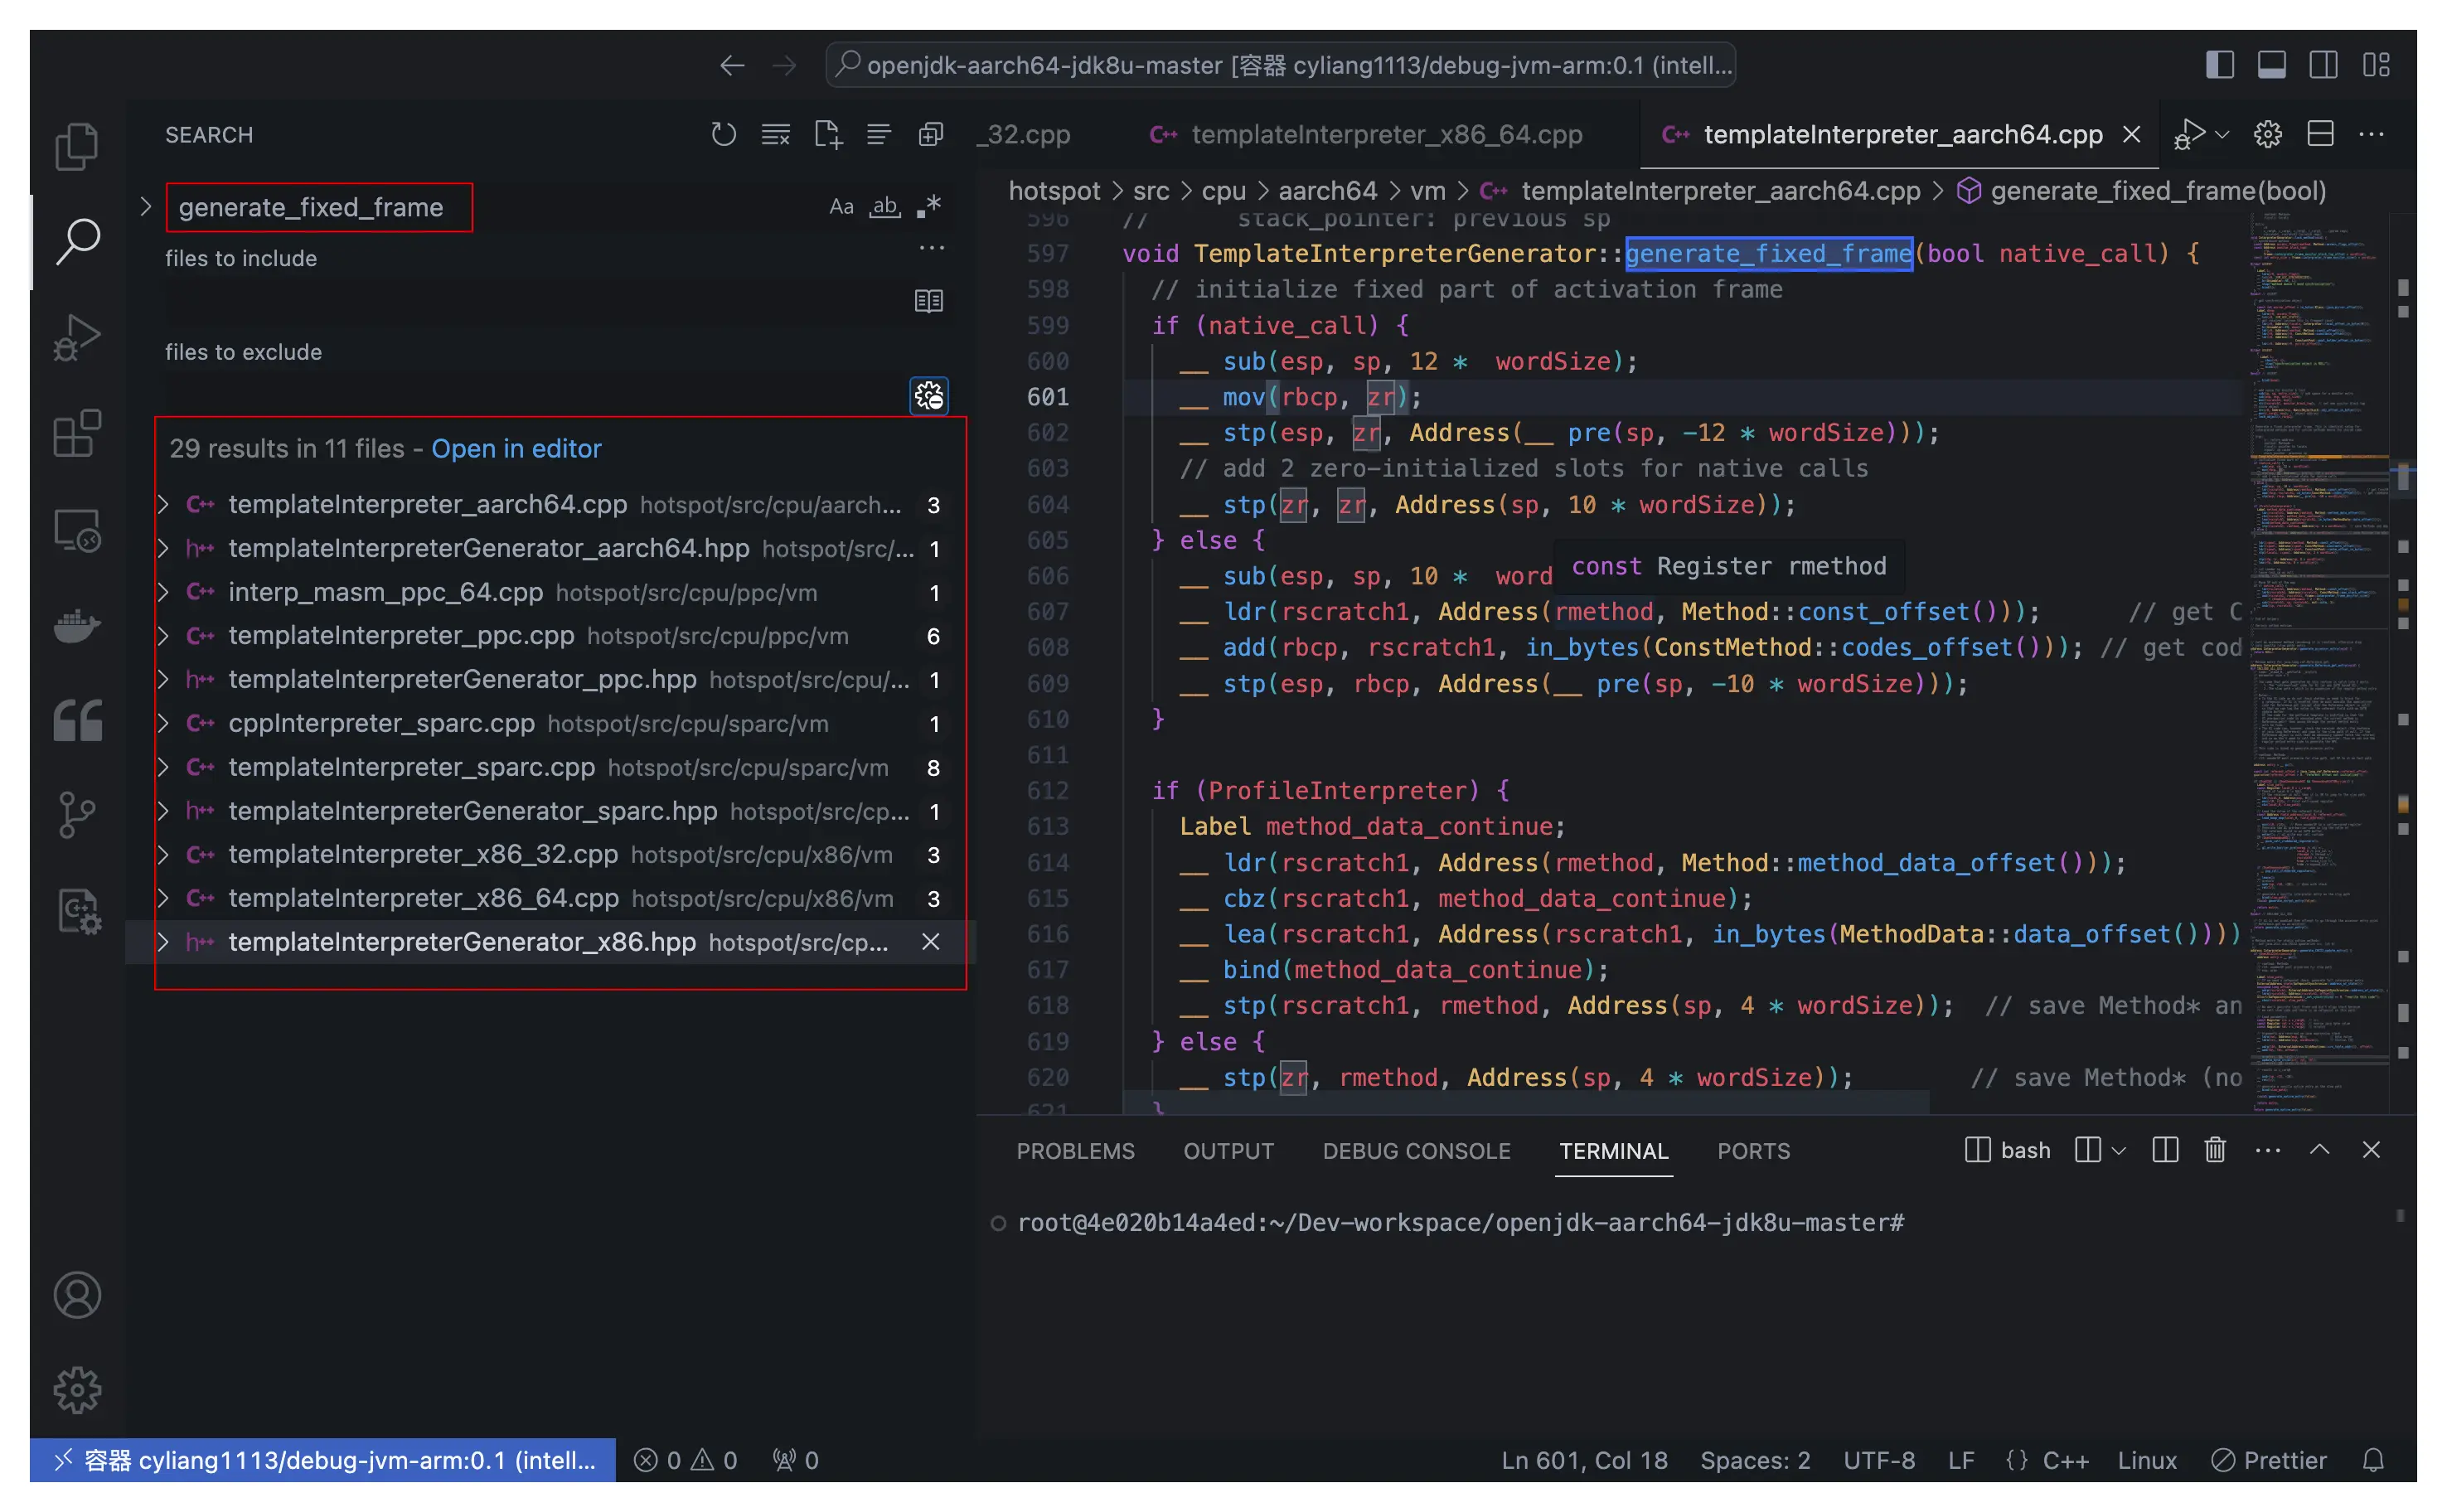 openjdk-aarch64-jdk8u-master [容器 cyliang1113/debug-jvm-arm:0.1 (intell...
SEARCH
generate_fixed_frame
Aa
ab
files to include
files to exclude
29 results in 11 files - Open in editor
C++ templateInterpreter_aarch64.cpp hotspot/src/cpu/aarch... 3
h++ templateInterpreterGenerator_aarch64.hpp hotspot/src/... 1
C++ interp_masm_ppc_64.cpp hotspot/src/cpu/ppc/vm 1
C++ templateInterpreter_ppc.cpp hotspot/src/cpu/ppc/vm 6
h++ templateInterpreterGenerator_ppc.hpp hotspot/src/cpu/... 1
C++ cppInterpreter_sparc.cpp hotspot/src/cpu/sparc/vm 1
C++ templateInterpreter_sparc.cpp hotspot/src/cpu/sparc/vm 8
h++ templateInterpreterGenerator_sparc.hpp hotspot/src/cp... 1
C++ templateInterpreter_x86_32.cpp hotspot/src/cpu/x86/vm 3
C++ templateInterpreter_x86_64.cpp hotspot/src/cpu/x86/vm 3
h++ templateInterpreterGenerator_x86.hpp hotspot/src/cp...
_32.cpp C++ templateInterpreter_x86_64.cpp C++ templateInterpreter_aarch64.cpp
hotspot > src > cpu > aarch64 > vm > C++ templateInterpreter_aarch64.cpp > generate_fixed_frame(bool)
596 // stack_pointer: previous sp
597 void TemplateInterpreterGenerator::generate_fixed_frame(bool native_call) {
598 // initialize fixed part of activation frame
599 if (native_call) {
600 __ sub(esp, sp, 12 *  wordSize);
601 __ mov(rbcp, zr);
602 __ stp(esp, zr, Address(__ pre(sp, -12 * wordSize)));
603 // add 2 zero-initialized slots for native calls
604 __ stp(zr, zr, Address(sp, 10 * wordSize));
605 } else {
606 __ sub(esp, sp, 10 *  word
const Register rmethod
607 __ ldr(rscratch1, Address(rmethod, Method::const_offset())); // get C
608 __ add(rbcp, rscratch1, in_bytes(ConstMethod::codes_offset())); // get cod
609 __ stp(esp, rbcp, Address(__ pre(sp, -10 * wordSize)));
610 }
611
612 if (ProfileInterpreter) {
613 Label method_data_continue;
614 __ ldr(rscratch1, Address(rmethod, Method::method_data_offset()));
615 __ cbz(rscratch1, method_data_continue);
616 __ lea(rscratch1, Address(rscratch1, in_bytes(MethodData::data_offset())))
617 __ bind(method_data_continue);
618 __ stp(rscratch1, rmethod, Address(sp, 4 * wordSize)); // save Method* an
619 } else {
620 __ stp(zr, rmethod, Address(sp, 4 * wordSize)); // save Method* (no
621 }
PROBLEMS OUTPUT DEBUG CONSOLE TERMINAL PORTS bash
root@4e020b14a4ed:~/Dev-workspace/openjdk-aarch64-jdk8u-master#
容器 cyliang1113/debug-jvm-arm:0.1 (intell... 0 0 0 Ln 601, Col 18 Spaces: 2 UTF-8 LF {} C++ Linux Prettier